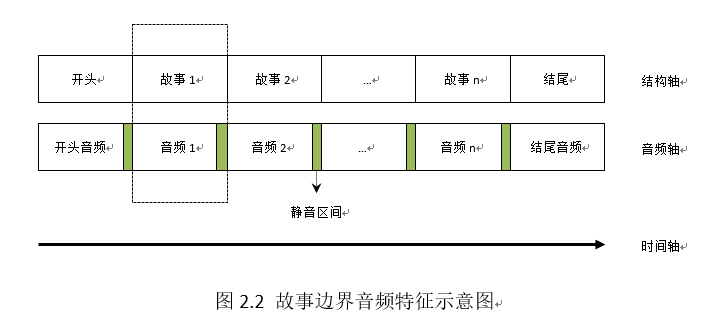 开头 故事 1 故事 2 ... 故事 n 结尾 结构轴
开头音频 音频 1 音频 2 ... 音频 n 结尾音频 音频轴
静音区间
时间轴
图 2.2 故事边界音频特征示意图